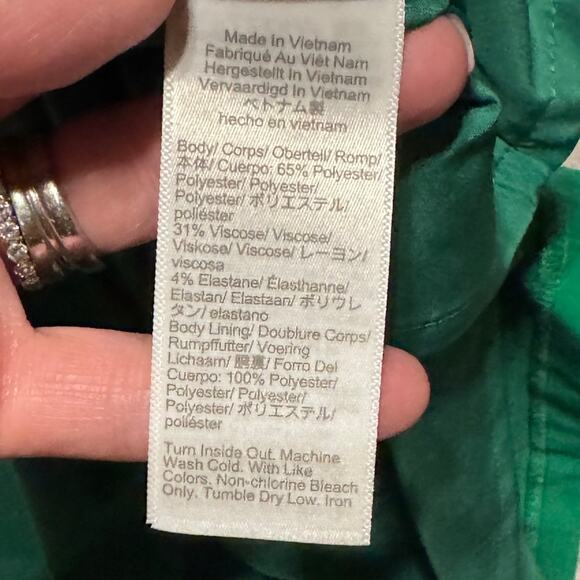 Made In Vietnam
Fabriqué Au Viêt Nam
Hergestellt In Vietnam
Vervaardigd In Vietnam
ベトナム製
hecho en vietnam
Body/ Corps/ Oberteil/ Romp/
本体/ Cuerpo: 65% Polyester/
Polyester/ Polyester/
Polyester/ ポリエステル/
poliéster
31% Viscose/ Viscose/
Viskose/ Viscose/ レーヨン/
viscosa
4% Elastane/ Élasthanne/
Elastan/ Elastaan/ ポリウレ
タン/ elastano
Body Lining/ Doublure Corps/
Rumpffutter/ Voering
Lichaam/ 胴裏/ Forro Del
Cuerpo: 100% Polyester/
Polyester/ Polyester/
Polyester/ ポリエステル/
poliéster
Turn Inside Out. Machine
Wash Cold. With Like
Colors. Non-chlorine Bleach
Only. Tumble Dry Low. Iron